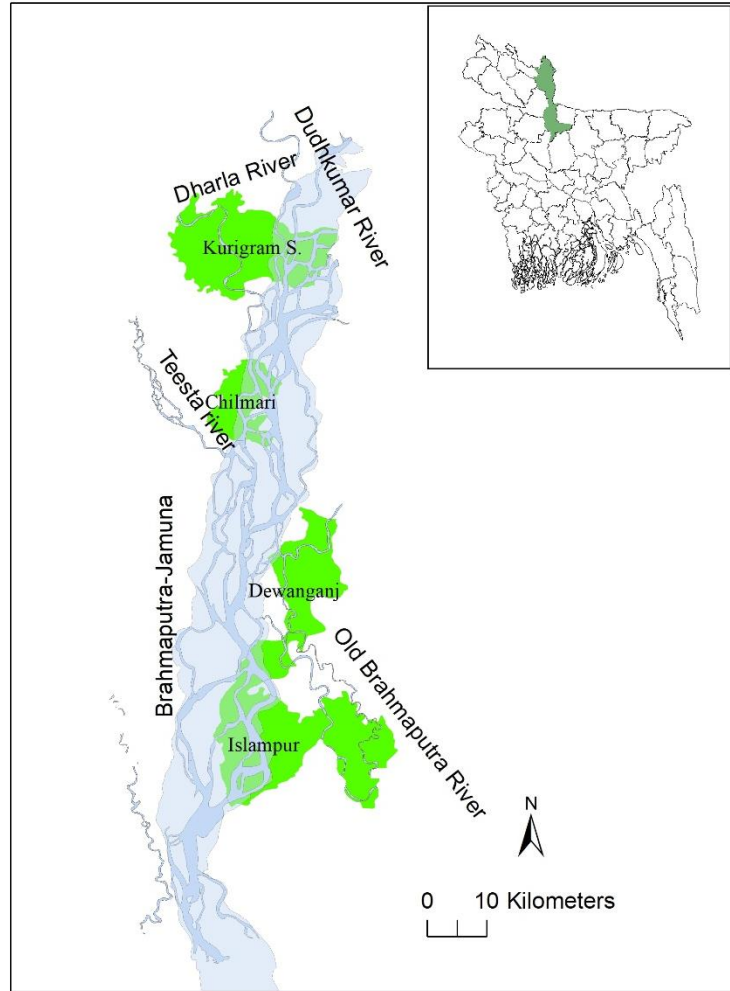 Dudhkumar River
Dharla River
Kurigram S.
Teesta river
Chilmari
Brahmaputra-Jamuna
Dewanganj
Old Brahmaputra River
Islampur
N
0 10 Kilometers